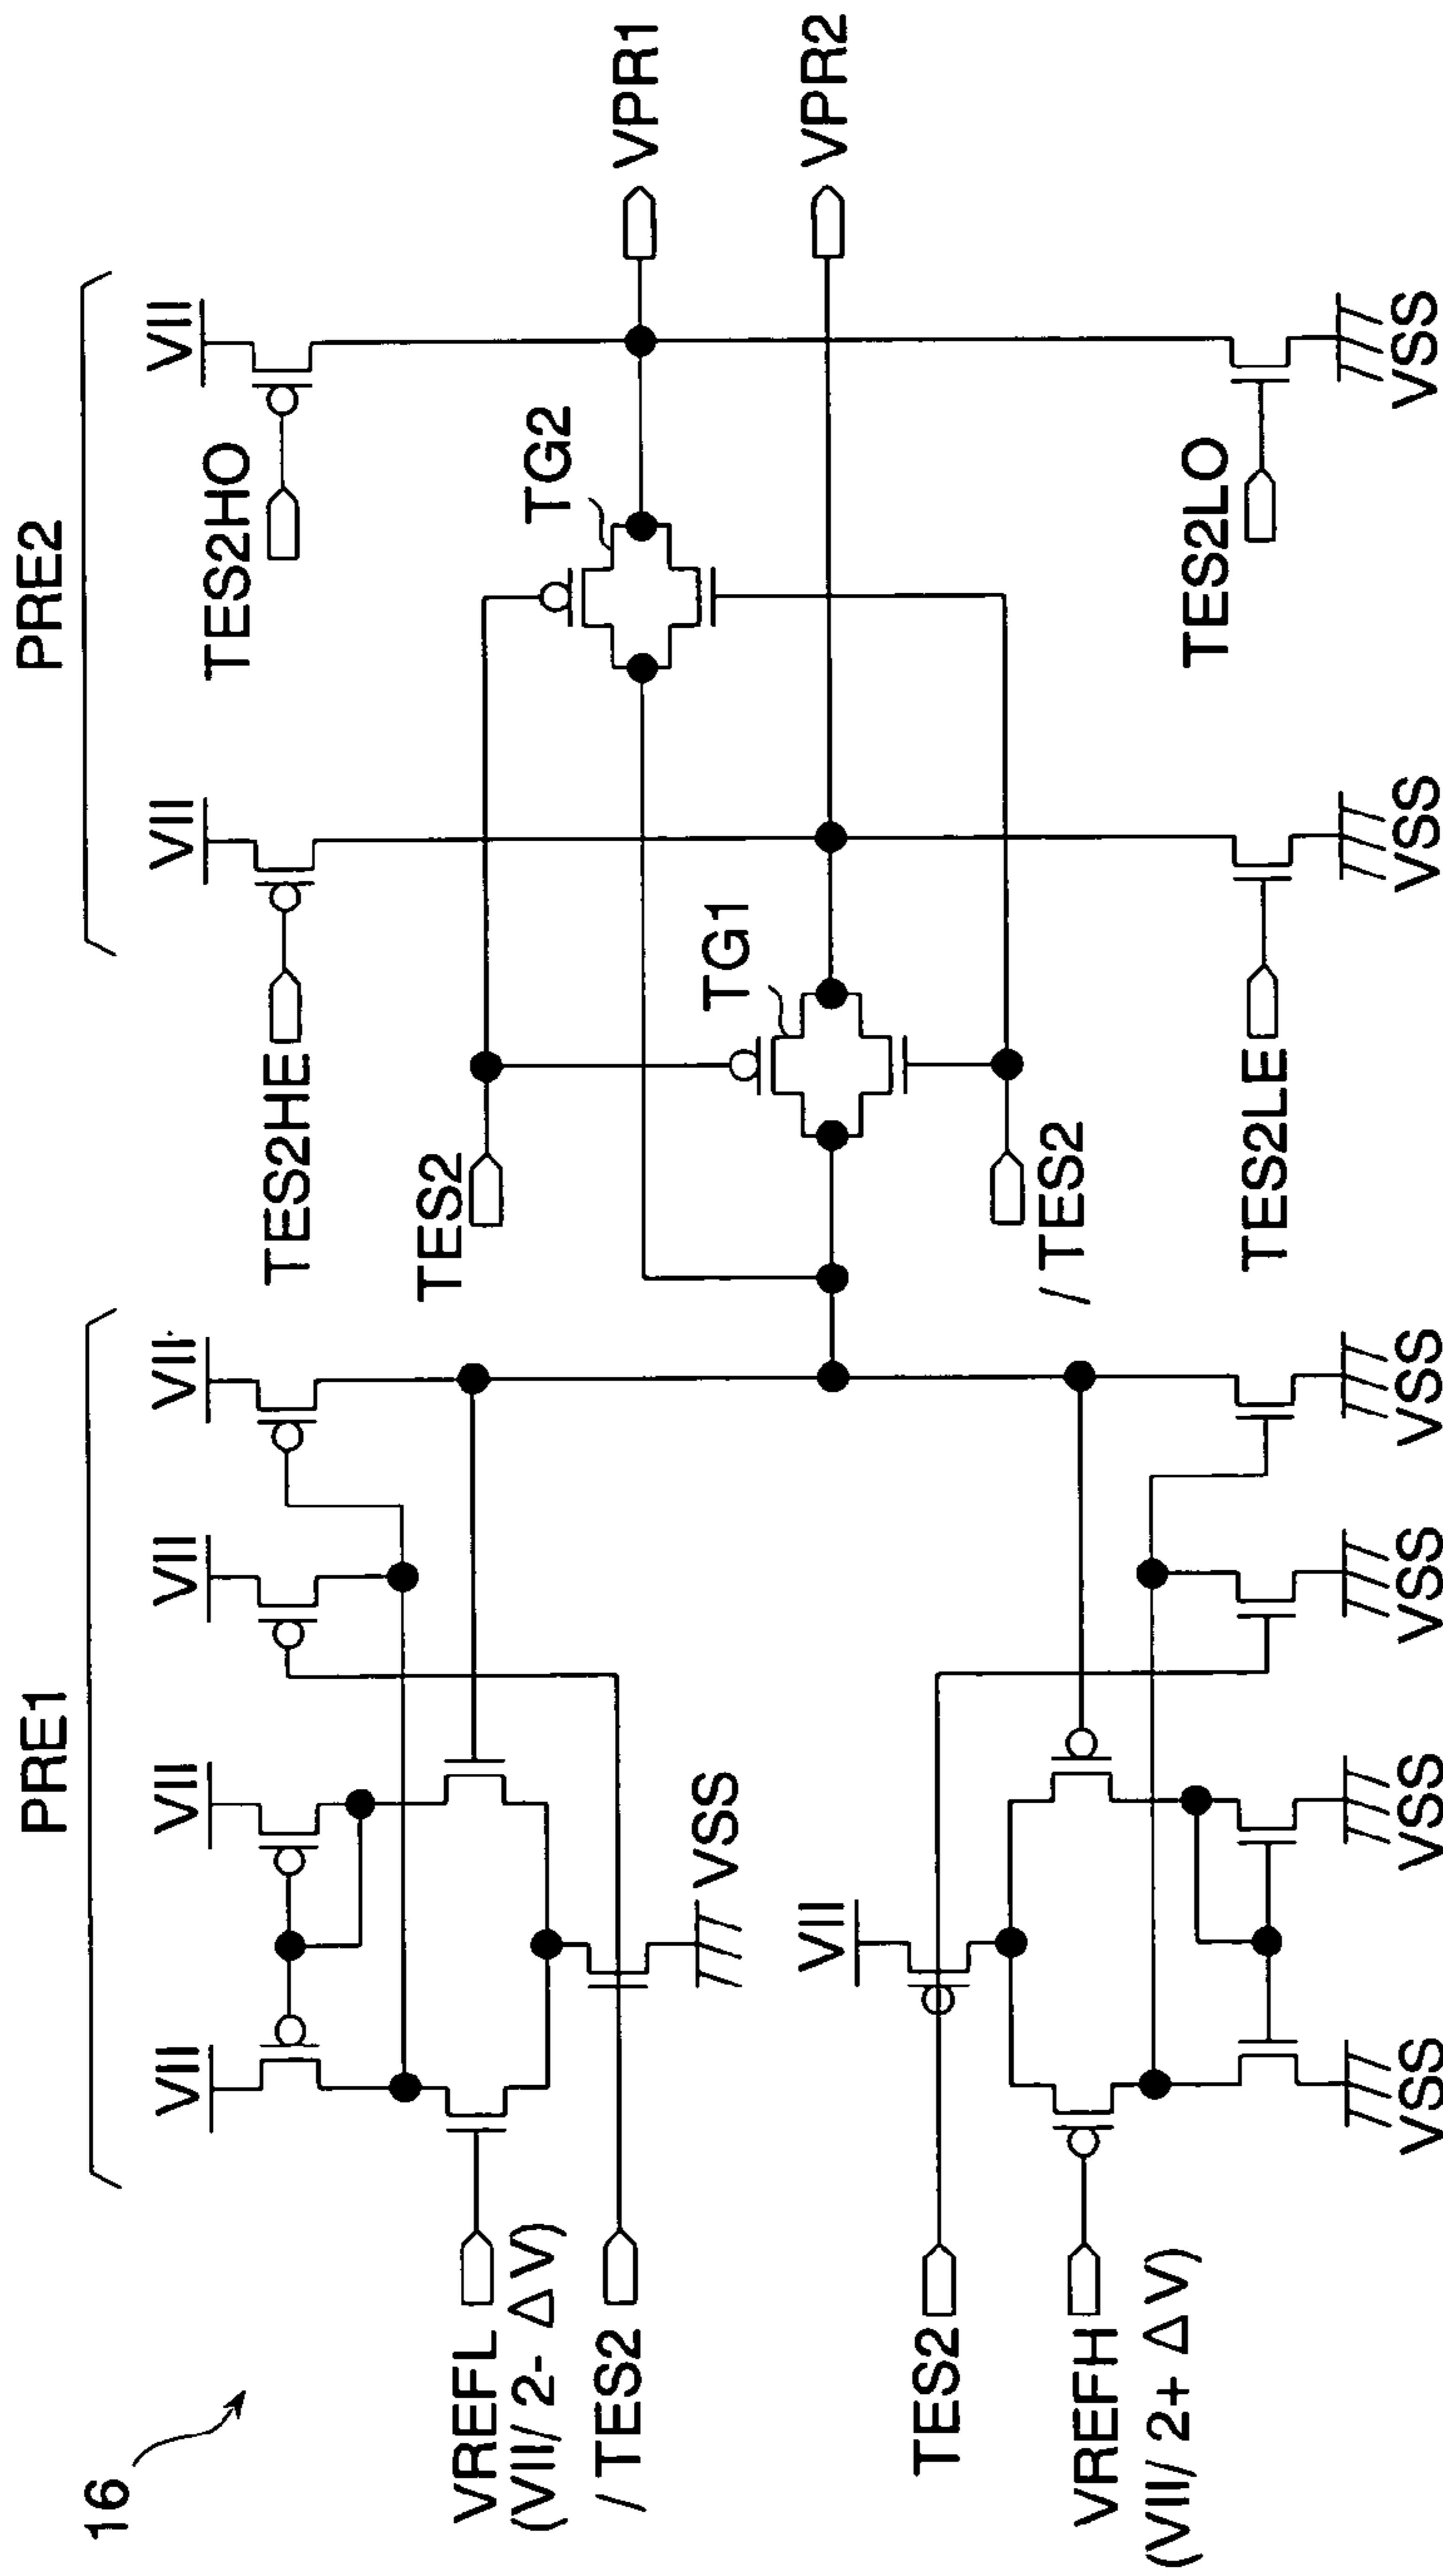 16
PRE1
PRE2
VII
VII
VII
VII
VII
VII
TES2HE
TES2HO
TES2
TG2
VPR1
VREFL
(VII/ 2- ΔV)
/ TES2
VSS
TG1
VPR2
VII
TES2
/ TES2
VREFH
(VII/ 2+ ΔV)
TES2LE
TES2LO
VSS
VSS
VSS
VSS
VSS
VSS